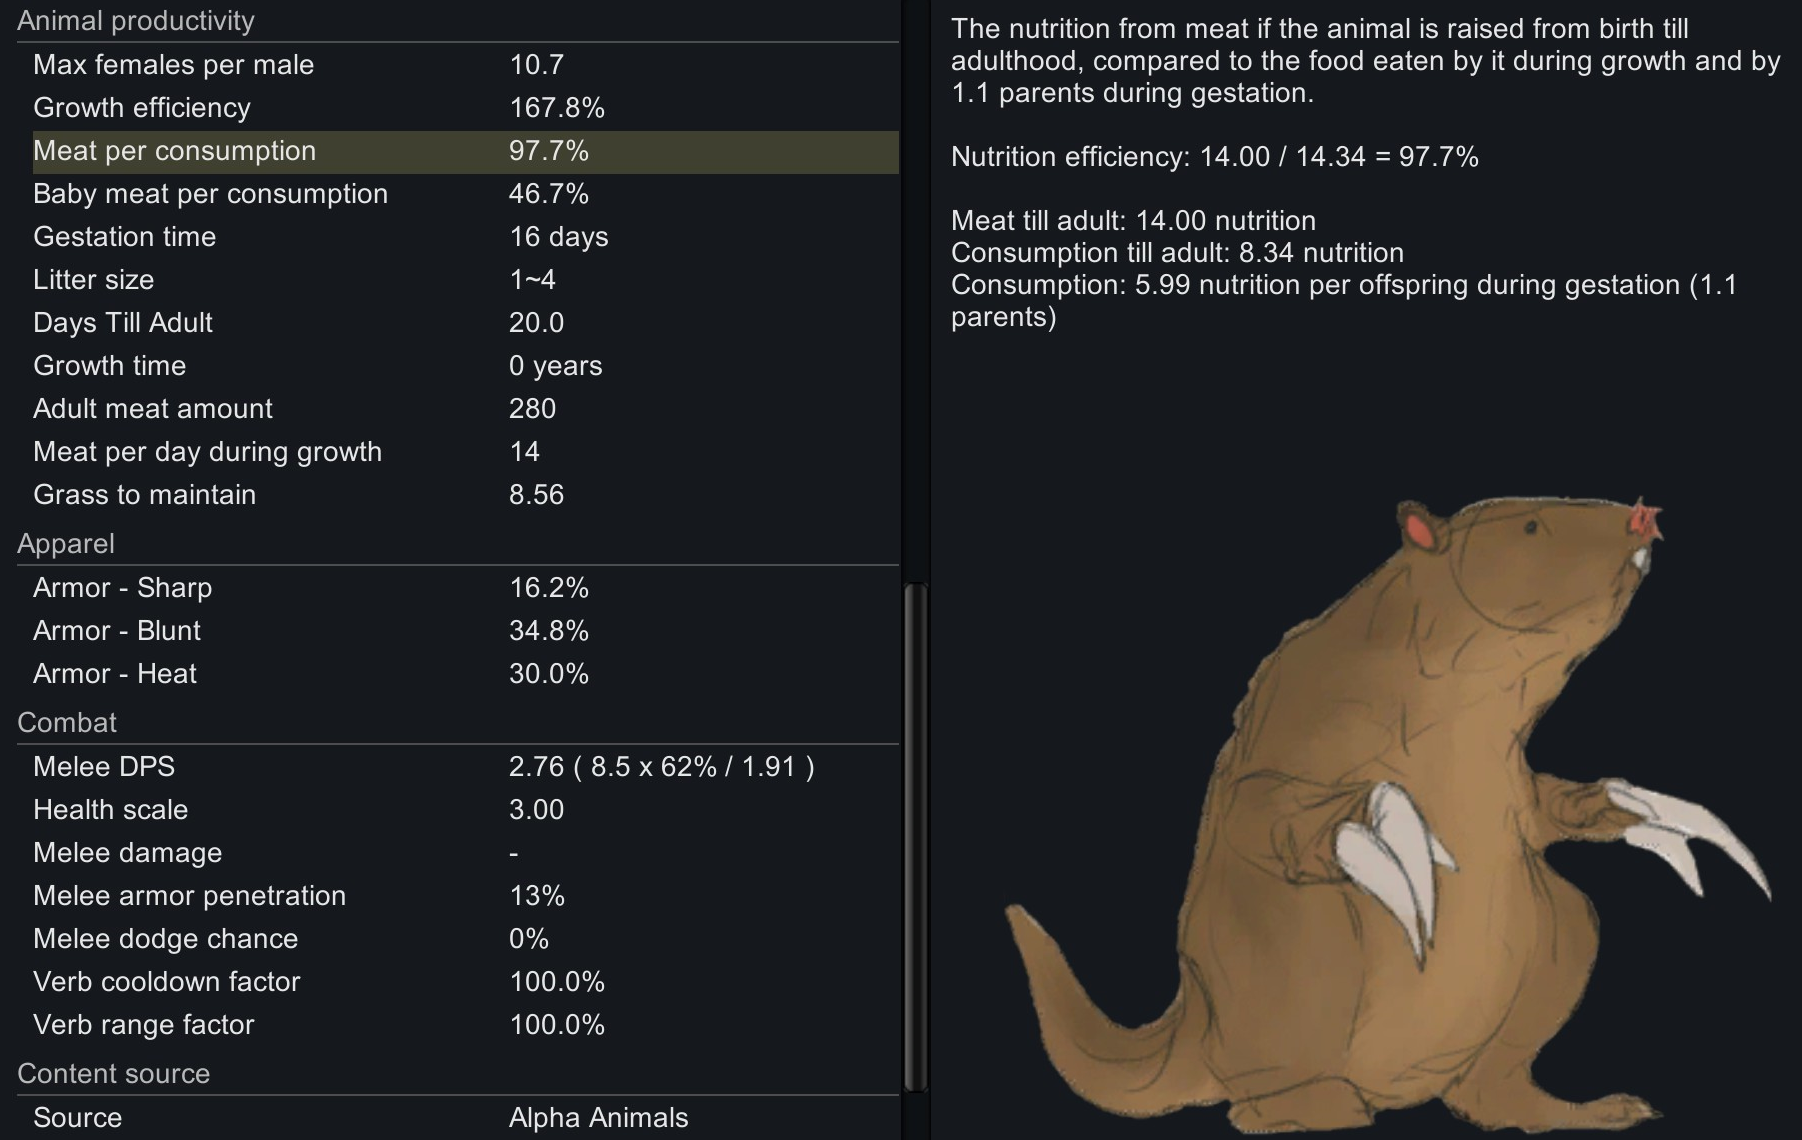 Animal productivity
Max females per male 10.7
Growth efficiency 167.8%
Meat per consumption 97.7%
Baby meat per consumption 46.7%
Gestation time 16 days
Litter size 1~4
Days Till Adult 20.0
Growth time 0 years
Adult meat amount 280
Meat per day during growth 14
Grass to maintain 8.56
Apparel
Armor - Sharp 16.2%
Armor - Blunt 34.8%
Armor - Heat 30.0%
Combat
Melee DPS 2.76 ( 8.5 x 62% / 1.91 )
Health scale 3.00
Melee damage -
Melee armor penetration 13%
Melee dodge chance 0%
Verb cooldown factor 100.0%
Verb range factor 100.0%
Content source
Source Alpha Animals
The nutrition from meat if the animal is raised from birth till
adulthood, compared to the food eaten by it during growth and by
1.1 parents during gestation.
Nutrition efficiency: 14.00 / 14.34 = 97.7%
Meat till adult: 14.00 nutrition
Consumption till adult: 8.34 nutrition
Consumption: 5.99 nutrition per offspring during gestation (1.1
parents)